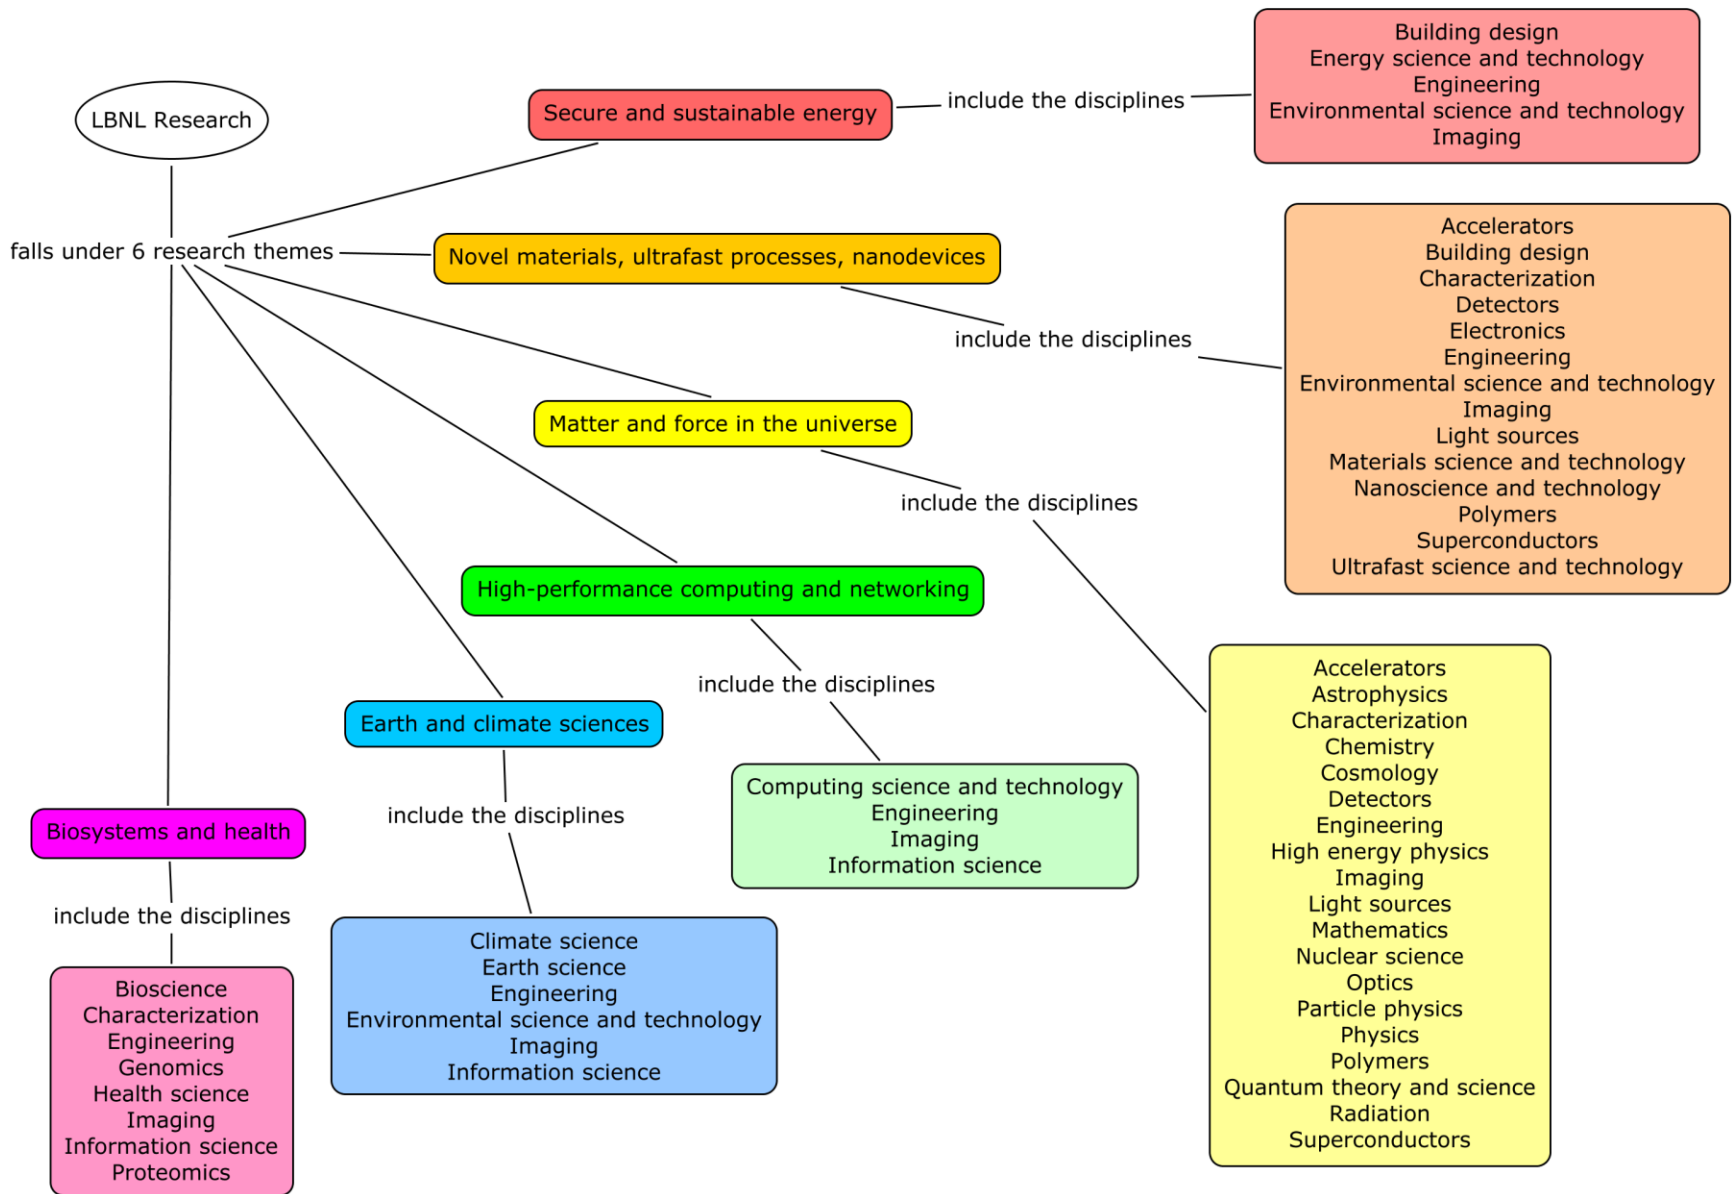 LBNL Research
falls under 6 research themes
Secure and sustainable energy
include the disciplines
Building design
Energy science and technology
Engineering
Environmental science and technology
Imaging
Novel materials, ultrafast processes, nanodevices
include the disciplines
Accelerators
Building design
Characterization
Detectors
Electronics
Engineering
Environmental science and technology
Imaging
Light sources
Materials science and technology
Nanoscience and technology
Polymers
Superconductors
Ultrafast science and technology
Matter and force in the universe
include the disciplines
Accelerators
Astrophysics
Characterization
Chemistry
Cosmology
Detectors
Engineering
High energy physics
Imaging
Light sources
Mathematics
Nuclear science
Optics
Particle physics
Physics
Polymers
Quantum theory and science
Radiation
Superconductors
High-performance computing and networking
include the disciplines
Computing science and technology
Engineering
Imaging
Information science
Earth and climate sciences
include the disciplines
Climate science
Earth science
Engineering
Environmental science and technology
Imaging
Information science
Biosystems and health
include the disciplines
Bioscience
Characterization
Engineering
Genomics
Health science
Imaging
Information science
Proteomics